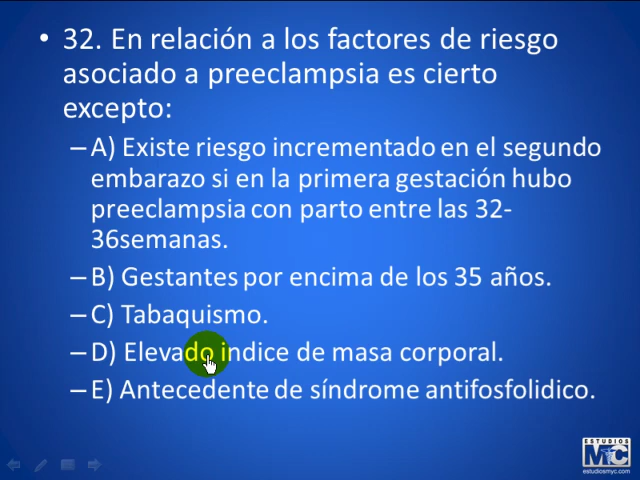 • 32. En relación a los factores de riesgo
asociado a preeclampsia es cierto
excepto:
– A) Existe riesgo incrementado en el segundo
embarazo si en la primera gestación hubo
preeclampsia con parto entre las 32-
36semanas.
– B) Gestantes por encima de los 35 años.
– C) Tabaquismo.
– D) Elevado indice de masa corporal.
– E) Antecedente de síndrome antifosfolidico.
ESTUDIOS
MYC
estudiosmyc.com